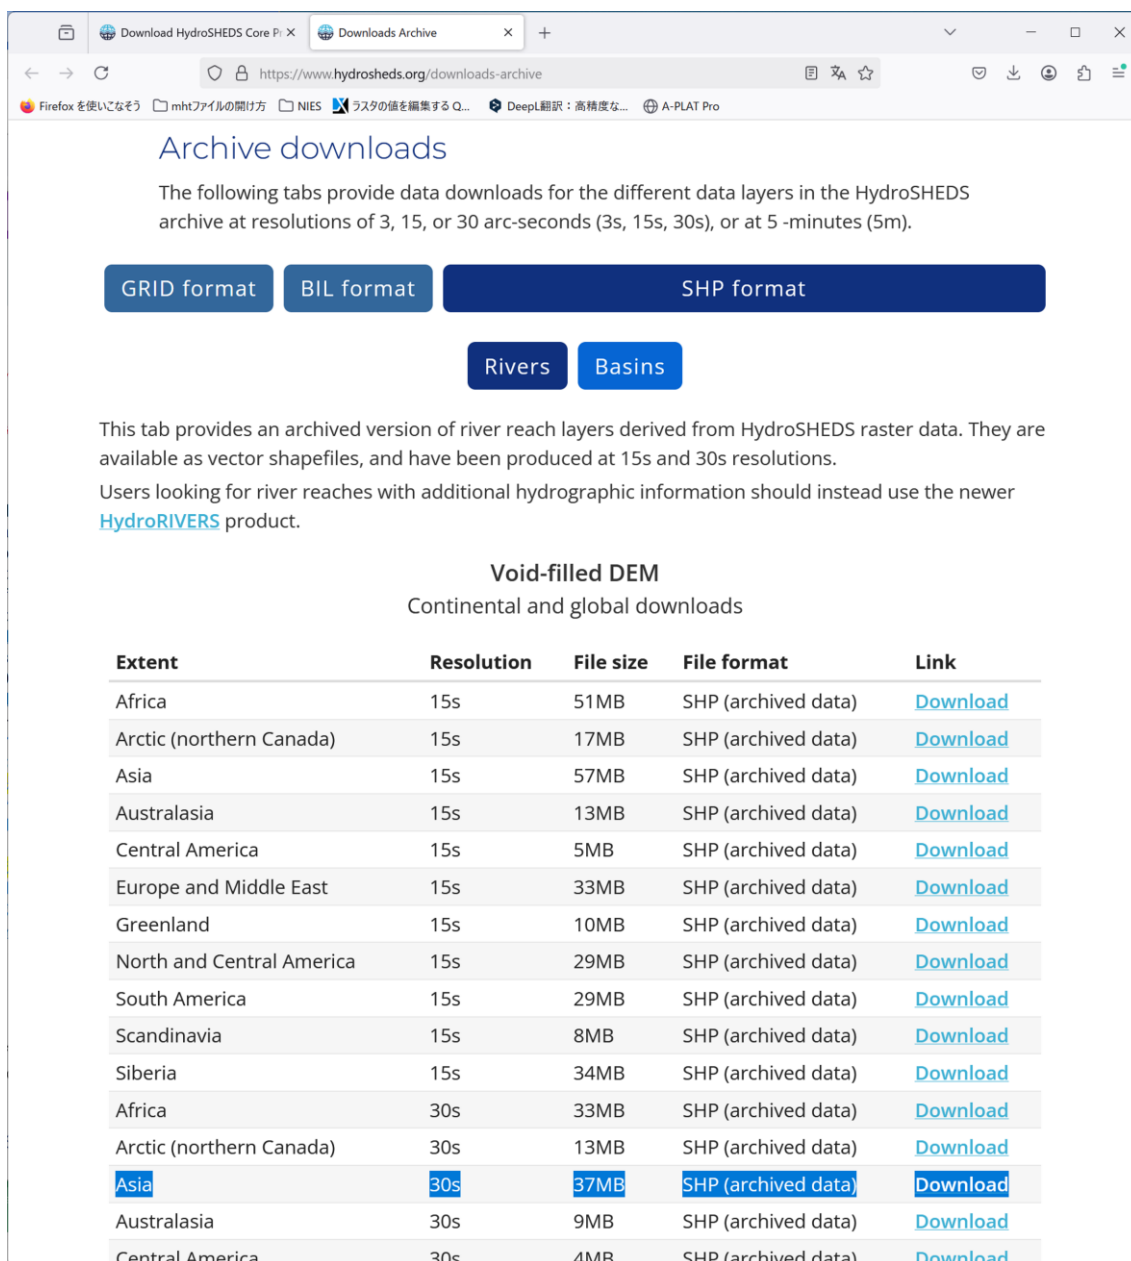 Download HydroSHEDS Core Pr
Downloads Archive
https://www.hydrosheds.org/downloads-archive
Firefox を使いこなそう mhtファイルの開け方 NIES ラスタの値を編集する Q... DeepL翻訳：高精度な... A-PLAT Pro
Archive downloads
The following tabs provide data downloads for the different data layers in the HydroSHEDS
archive at resolutions of 3, 15, or 30 arc-seconds (3s, 15s, 30s), or at 5 -minutes (5m).
GRID format BIL format SHP format
Rivers Basins
This tab provides an archived version of river reach layers derived from HydroSHEDS raster data. They are
available as vector shapefiles, and have been produced at 15s and 30s resolutions.
Users looking for river reaches with additional hydrographic information should instead use the newer
HydroRIVERS product.
Void-filled DEM
Continental and global downloads
Extent Resolution File size File format Link
Africa 15s 51MB SHP (archived data) Download
Arctic (northern Canada) 15s 17MB SHP (archived data) Download
Asia 15s 57MB SHP (archived data) Download
Australasia 15s 13MB SHP (archived data) Download
Central America 15s 5MB SHP (archived data) Download
Europe and Middle East 15s 33MB SHP (archived data) Download
Greenland 15s 10MB SHP (archived data) Download
North and Central America 15s 29MB SHP (archived data) Download
South America 15s 29MB SHP (archived data) Download
Scandinavia 15s 8MB SHP (archived data) Download
Siberia 15s 34MB SHP (archived data) Download
Africa 30s 33MB SHP (archived data) Download
Arctic (northern Canada) 30s 13MB SHP (archived data) Download
Asia 30s 37MB SHP (archived data) Download
Australasia 30s 9MB SHP (archived data) Download
Central America 30s 4MB SHP (archived data) Download